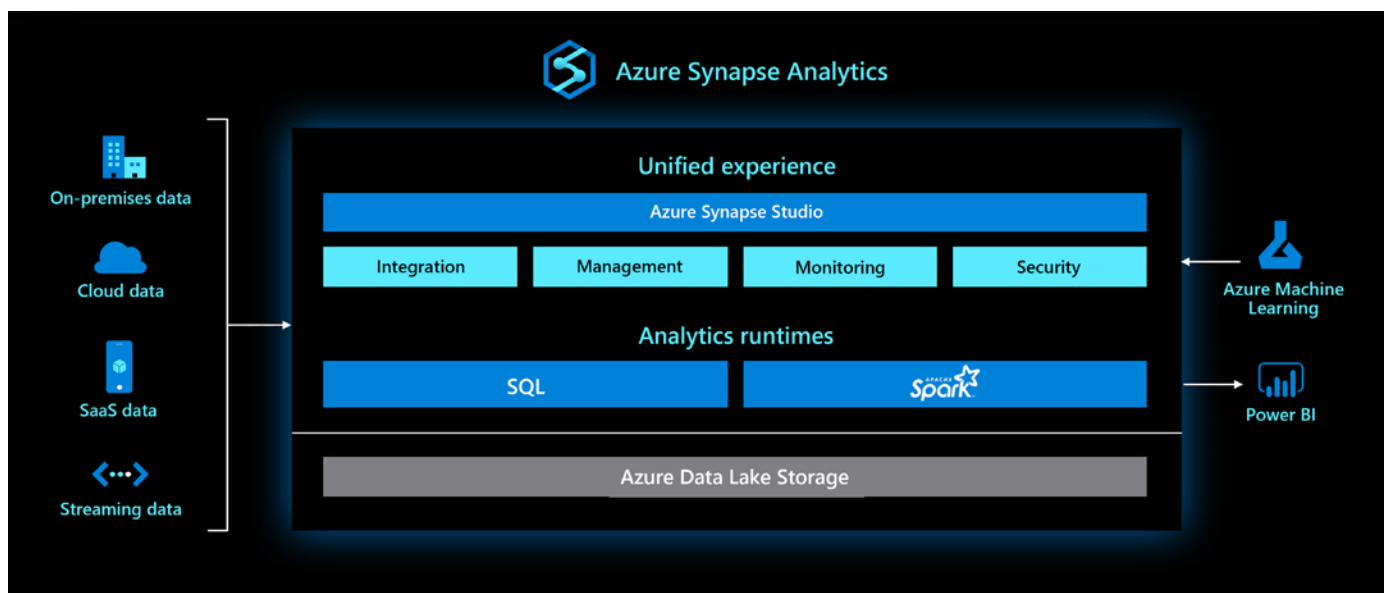 Azure Synapse Analytics
On-premises data
Cloud data
SaaS data
Streaming data
Unified experience
Azure Synapse Studio
Integration
Management
Monitoring
Security
Analytics runtimes
SQL
APACHE
Spark
Azure Data Lake Storage
Azure Machine
Learning
Power BI